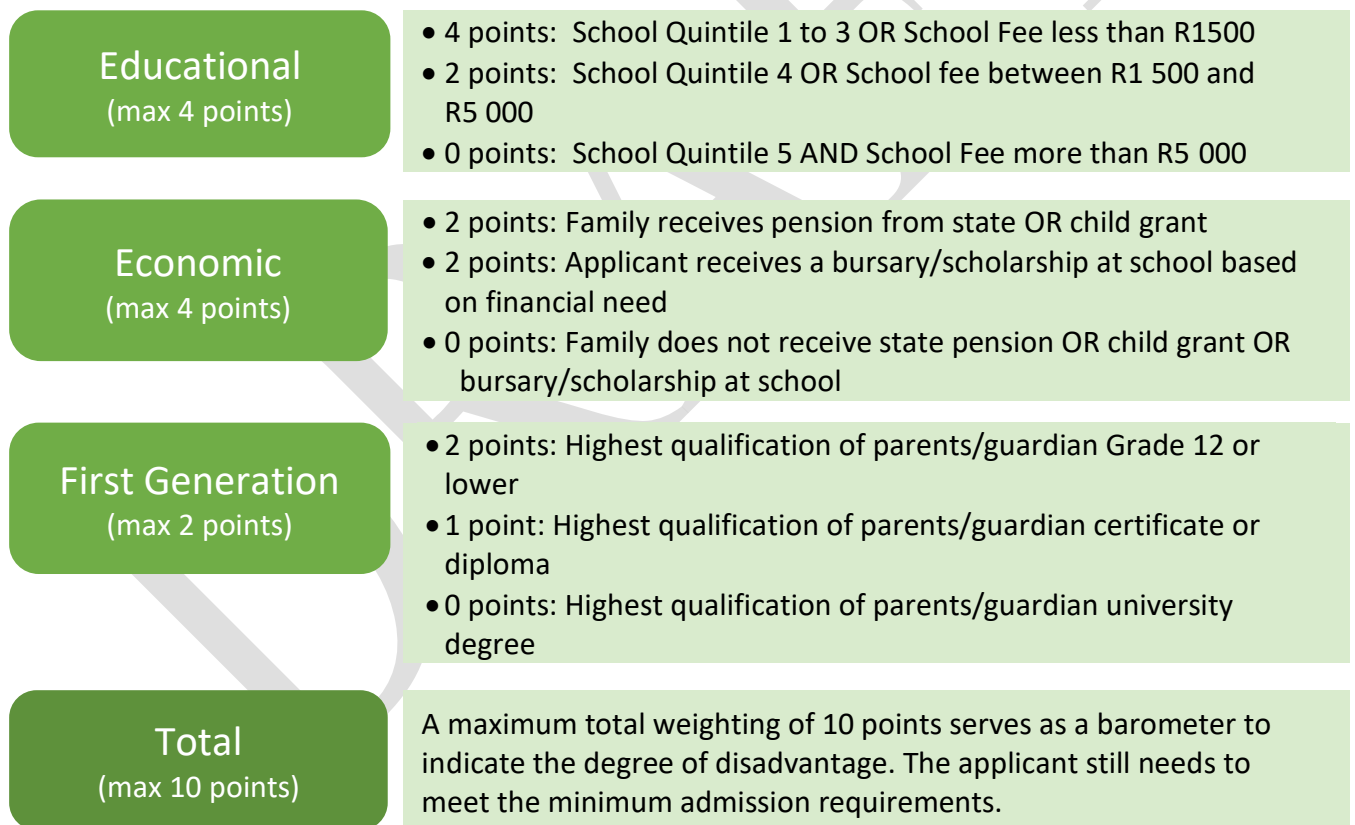 Educational
(max 4 points)
• 4 points: School Quintile 1 to 3 OR School Fee less than R1500
• 2 points: School Quintile 4 OR School fee between R1 500 and
R5 000
• 0 points: School Quintile 5 AND School Fee more than R5 000
Economic
(max 4 points)
• 2 points: Family receives pension from state OR child grant
• 2 points: Applicant receives a bursary/scholarship at school based
on financial need
• 0 points: Family does not receive state pension OR child grant OR
bursary/scholarship at school
First Generation
(max 2 points)
• 2 points: Highest qualification of parents/guardian Grade 12 or
lower
• 1 point: Highest qualification of parents/guardian certificate or
diploma
• 0 points: Highest qualification of parents/guardian university
degree
Total
(max 10 points)
A maximum total weighting of 10 points serves as a barometer to
indicate the degree of disadvantage. The applicant still needs to
meet the minimum admission requirements.